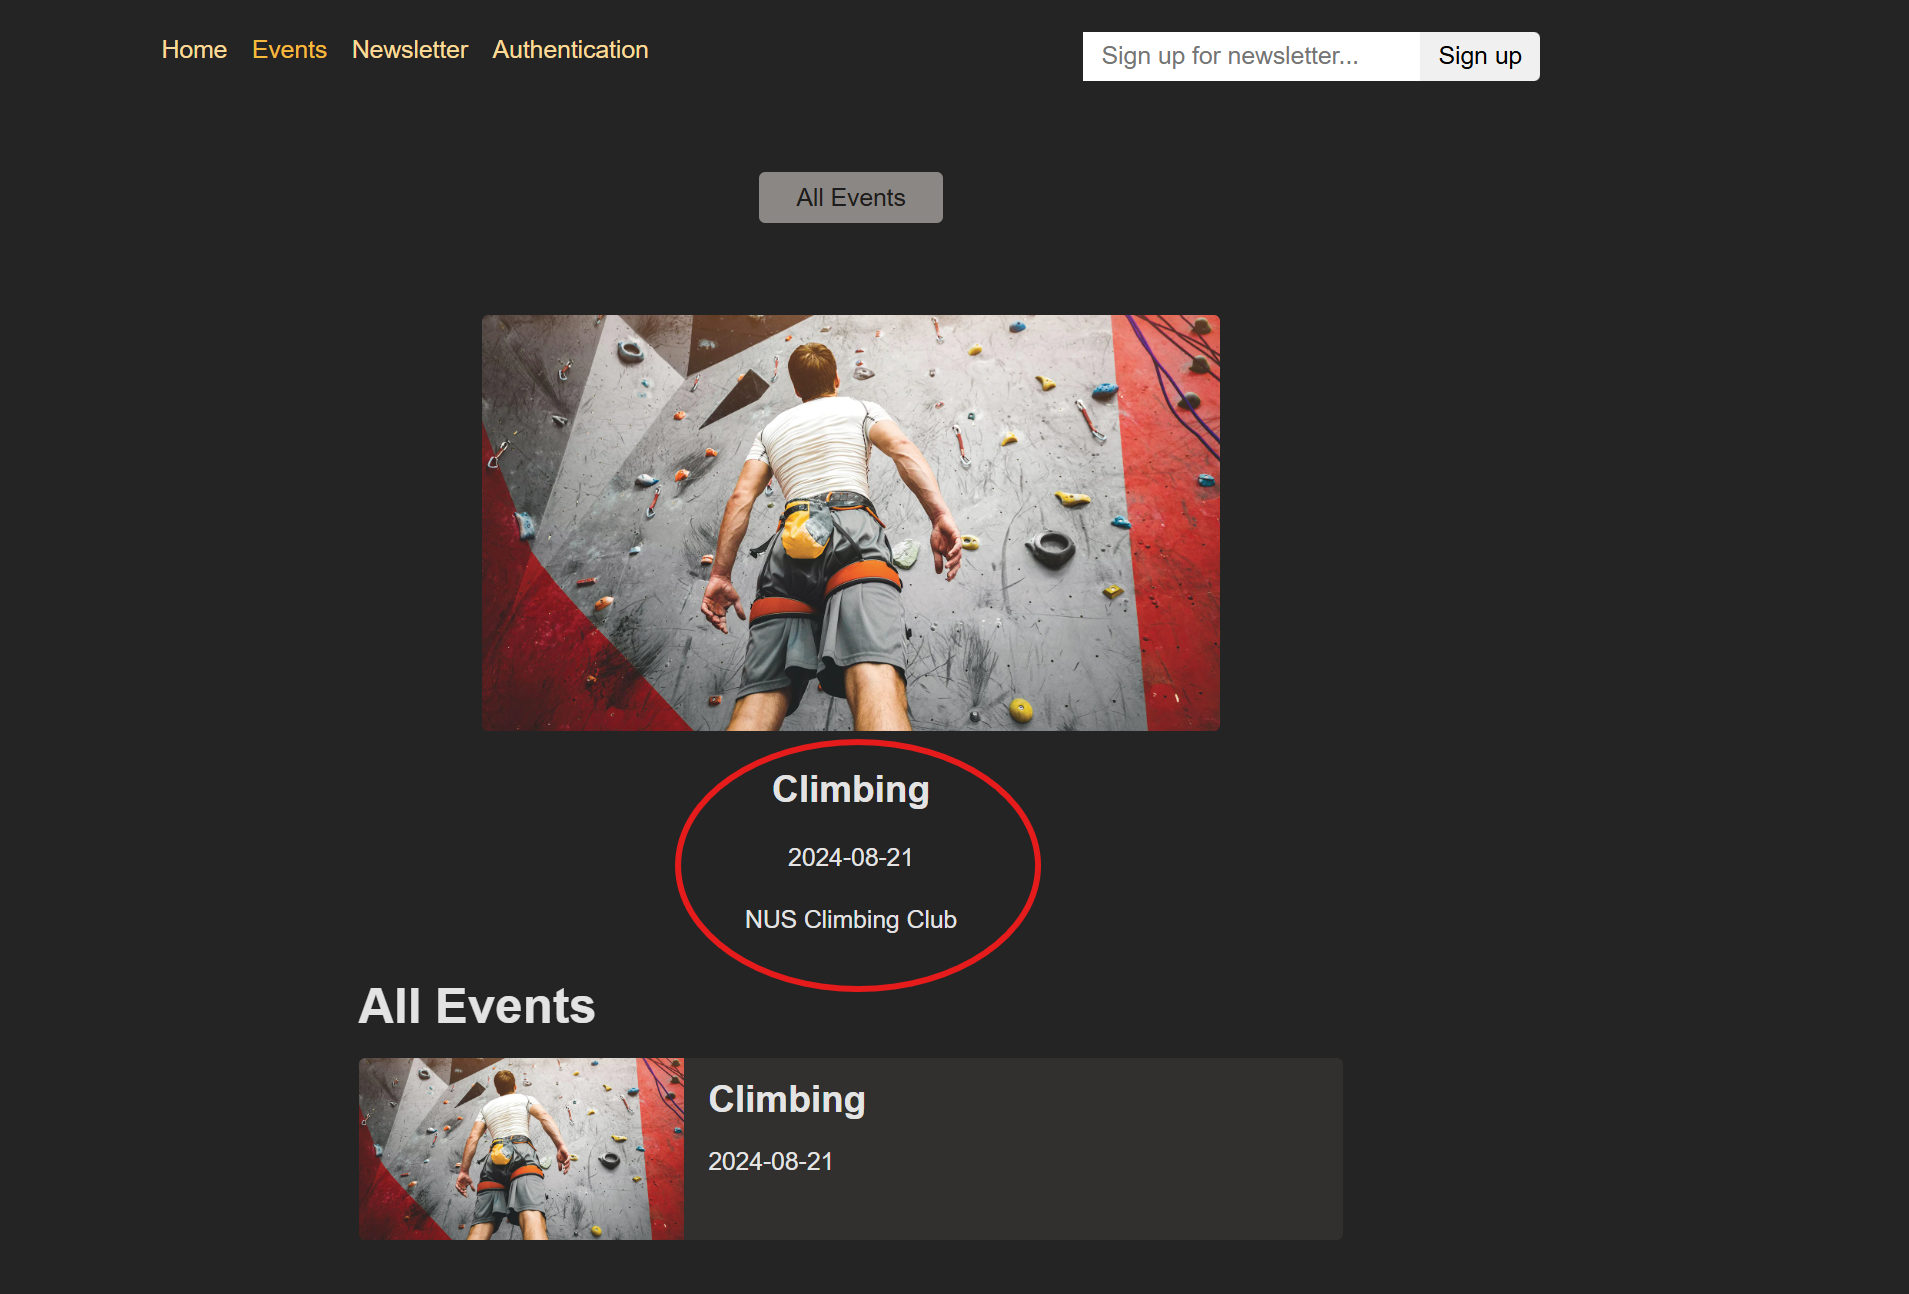 Home Events Newsletter Authentication
Sign up for newsletter... Sign up
All Events
Climbing
2024-08-21
NUS Climbing Club
All Events
Climbing
2024-08-21